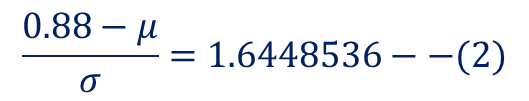 (0.88 − μ)/σ = 1.6448536 − −(2)